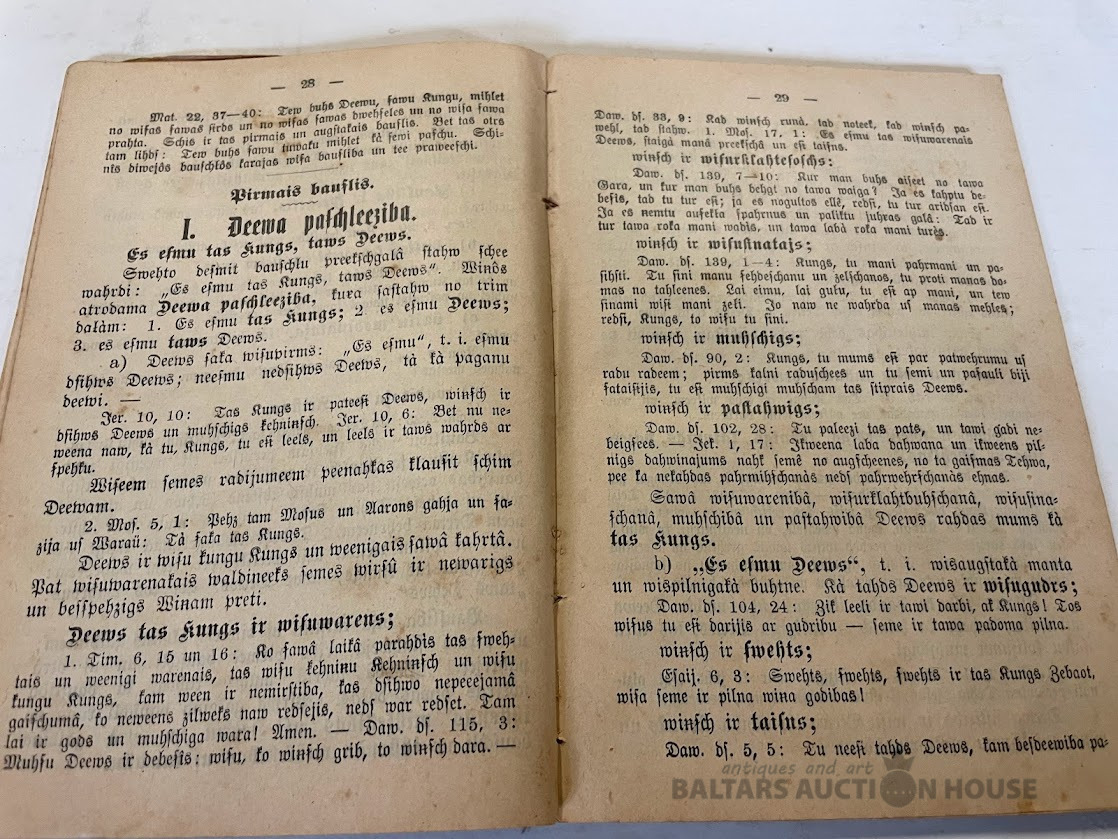 — 28 —
Mat. 22, 37—40: Tew buhs Deewu, sawu Kungu, mihlet
no wiſas ſawas ſirds un no wiſas ſawas dwehſeles un no wiſa ſawa
prahta. Schis ir tas pirmais un augſtakais bauſlis. Bet tas otrs
tam lihds: Tew buhs ſawu tuwaku mihlet kà ſewi paſchu. Schi-
nîs diwejôs bauſchlôs karajas wiſa bauſliba un tee praweeſchi.
Pirmais bauſlis.
I. Deewa paſchleeziba.
Es eſmu tas Kungs, taws Deews.
Swehto deſmit bauſchlu preekſchgalâ ſtahw ſchee
wahrdi: „Es eſmu tas Kungs, taws Deews“. Winôs
atrodama Deewa paſchleeziba, kura ſaſtahw no trim
dalàm: 1. Es eſmu tas Kungs; 2. es eſmu Deews;
3. es eſmu taws Deews.
a) Deews ſaka wiſupirms: „Es eſmu“, t. i. eſmu
dſihws Deews; neeſmu nedſihws Deews, tà kà paganu
deewi. —
Jer. 10, 10: Tas Kungs ir pateeſi Deews, winſch ir
dſihws Deews un muhſchigs kehninſch. Jer. 10, 6: Bet nu ne-
weena naw, kà tu, Kungs, tu eſi leels, un leels ir taws wahrds ar
ſpehku.
Wiſeem ſemes radijumeem peenahkas klauſit ſchim
Deewam.
2. Moſ. 5, 1: Pehz tam Moſus un Aarons gahja un ſa-
zija uſ Waraü: Tà ſaka tas Kungs.
Deews ir wiſu kungu Kungs un weenigais ſawâ kahrtâ.
Pat wiſuwarenakais waldineeks ſemes wirſû ir newarigs
un beſſpehzigs Winam preti.
Deews tas Kungs ir wiſuwarens;
1. Tim. 6, 15 un 16: Ko ſawâ laikâ parahdis tas ſweh-
tais un weenigi warenais, tas wiſu kehninu Kehninſch un wiſu
kungu Kungs, kam ween ir nemirſtiba, kas dſihwo nepeeejamâ
gaiſchumâ, ko neweens zilweks naw redſejis, nedſ war redſet. Tam
lai ir gods un muhſchiga wara! Amen. — Daw. dſ. 115, 3:
Muhſu Deews ir debeſîs: wiſu, ko winſch grib, to winſch dara. —
— 29 —
Daw. dſ. 33, 9: Kad winſch runà, tad noteek, kad winſch pa-
wehl, tad ſtahw. 1. Moſ. 17, 1: Es eſmu tas wiſuwarenais
Deews, ſtaigà manâ preekſchâ un eſi taiſns.
winſch ir wiſurklahteſoſchs;
Daw. dſ. 139, 7—10: Kur man buhs aiſeet no tawa
Gara, un kur man buhs behgt no tawa waiga? Ja es kahptu de-
beſîs, tad tu tur eſi; ja es nogultos ellê, redſi, tu tur aridſan eſi.
Ja es nemtu auſekla ſpahrnus un paliktu juhras galâ: Tad ir
tur tawa roka mani wadis, un tawa labà roka mani turès.
winſch ir wiſuſinatajs;
Daw. dſ. 139, 1—4: Kungs, tu mani pahrmani un pa-
ſihſti. Tu ſini manu ſehdeſchanu un zelſchanos, tu proti manas do-
mas no tahleenes. Lai eimu, lai gulu, tu eſi ap mani, un tew
ſinami wiſi mani zeli. Jo naw ne wahrda uſ manas mehles;
redſi, Kungs, to wiſu tu ſini.
winſch ir muhſchigs;
Daw. dſ. 90, 2: Kungs, tu mums eſi par patwehrumu uſ
radu radeem; pirms kalni raduſchees un tu ſemi un paſauli biji
ſataiſijis, tu eſi muhſchigi muhſcham tas ſtiprais Deews.
winſch ir paſtahwigs;
Daw. dſ. 102, 28: Tu paleezi tas pats, un tawi gadi ne-
beigſees. — Jek. 1, 17: Ikweena laba dahwana un ikweens pil-
nigs dahwinajums nahk ſemê no augſcheenes, no ta gaiſmas Tehwa,
pee ka nekahdas pahrmihſchanàs nedſ pahrwehrſchanàs ehnas.
Sawâ wiſuwarenibâ, wiſurklahtbuhſchanâ, wiſuſina-
ſchanâ, muhſchibâ un paſtahwibâ Deews rahdas mums kà
tas Kungs.
b) „Es eſmu Deews“, t. i. wisaugſtakà manta
un wispilnigakà buhtne. Kà tahds Deews ir wiſugudrs;
Daw. dſ. 104, 24: Zik leeli ir tawi darbi, ak Kungs! Tos
wiſus tu eſi darijis ar gudribu — ſeme ir tawa padoma pilna.
winſch ir ſwehts;
Eſaij. 6, 3: Swehts, ſwehts, ſwehts ir tas Kungs Zebaot,
wiſa ſeme ir pilna wina godibas!
winſch ir taiſns;
Daw. dſ. 5, 5: Tu neeſi tahds Deews, kam beſdeewiba pa-
antiques and art
BALTARS AUCTION HOUSE